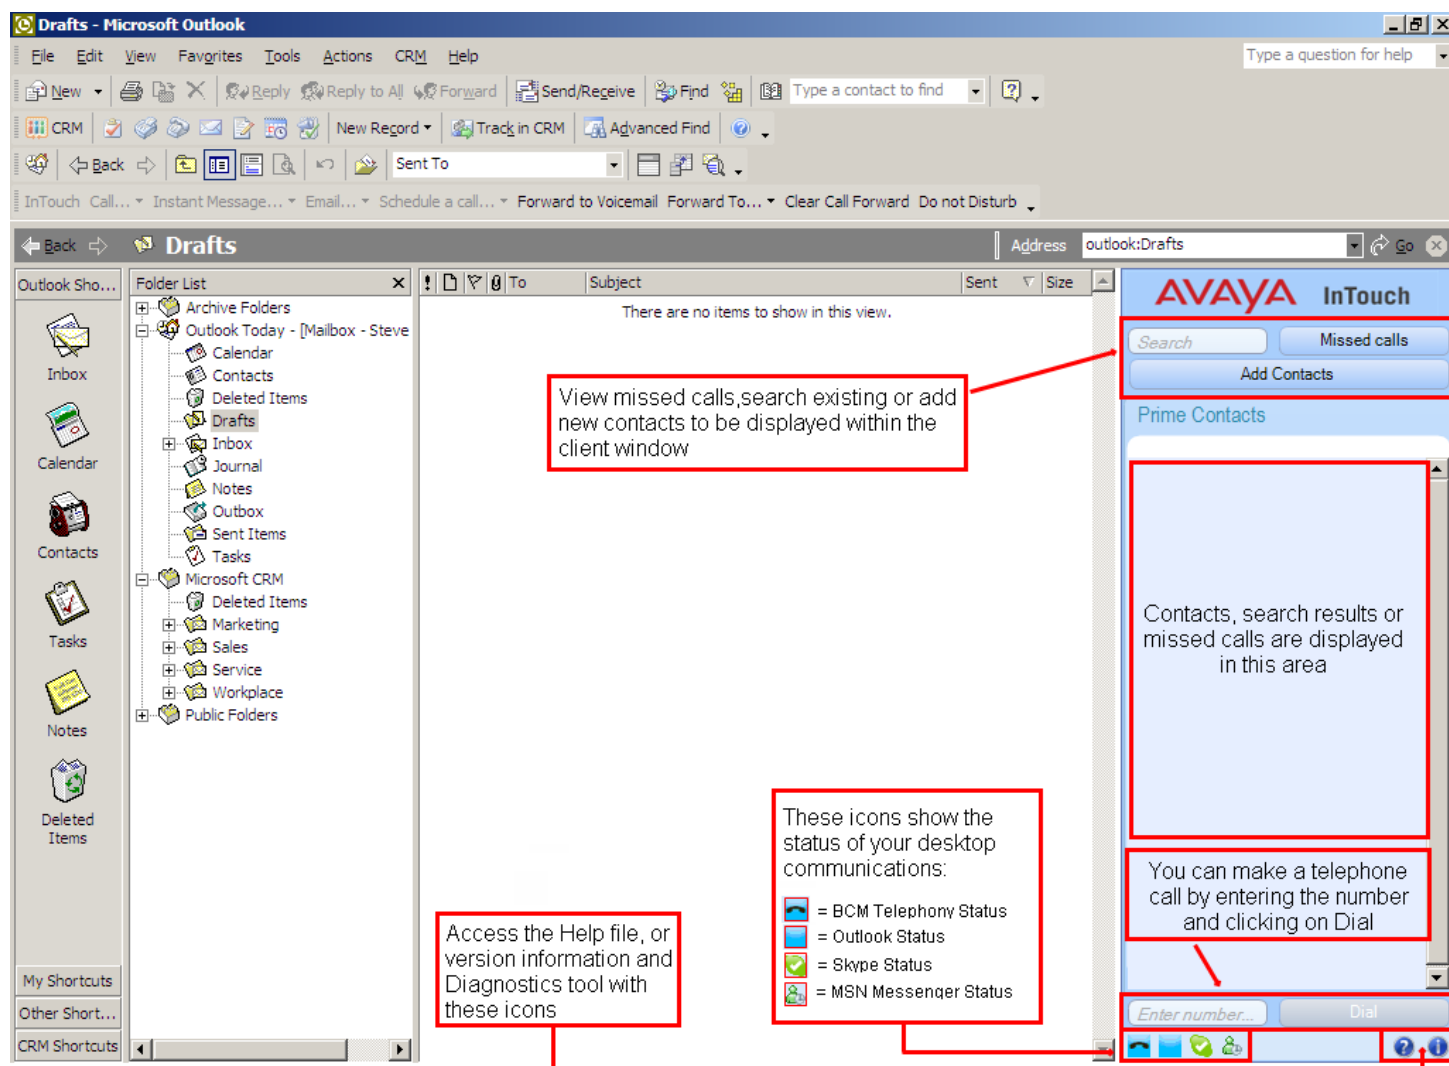 Drafts - Microsoft Outlook
File Edit View Favorites Tools Actions CRM Help Type a question for help
New Reply Reply to All Forward Send/Receive Find Type a contact to find
CRM New Record Track in CRM Advanced Find
Back Sent To
InTouch Call... Instant Message... Email... Schedule a call... Forward to Voicemail Forward To... Clear Call Forward Do not Disturb
Back Drafts Address outlook:Drafts Go
Outlook Sho...
Inbox
Calendar
Contacts
Tasks
Notes
Deleted
Items
My Shortcuts
Other Short...
CRM Shortcuts
Folder List
Archive Folders
Outlook Today - [Mailbox - Steve
Calendar
Contacts
Deleted Items
Drafts
Inbox
Journal
Notes
Outbox
Sent Items
Tasks
Microsoft CRM
Deleted Items
Marketing
Sales
Service
Workplace
Public Folders
To Subject Sent Size
There are no items to show in this view.
View missed calls,search existing or add
new contacts to be displayed within the
client window
These icons show the
status of your desktop
communications:
= BCM Telephony Status
= Outlook Status
= Skype Status
= MSN Messenger Status
Access the Help file, or
version information and
Diagnostics tool with
these icons
AVAYA InTouch
Search Missed calls
Add Contacts
Prime Contacts
Contacts, search results or
missed calls are displayed
in this area
You can make a telephone
call by entering the number
and clicking on Dial
Enter number... Dial